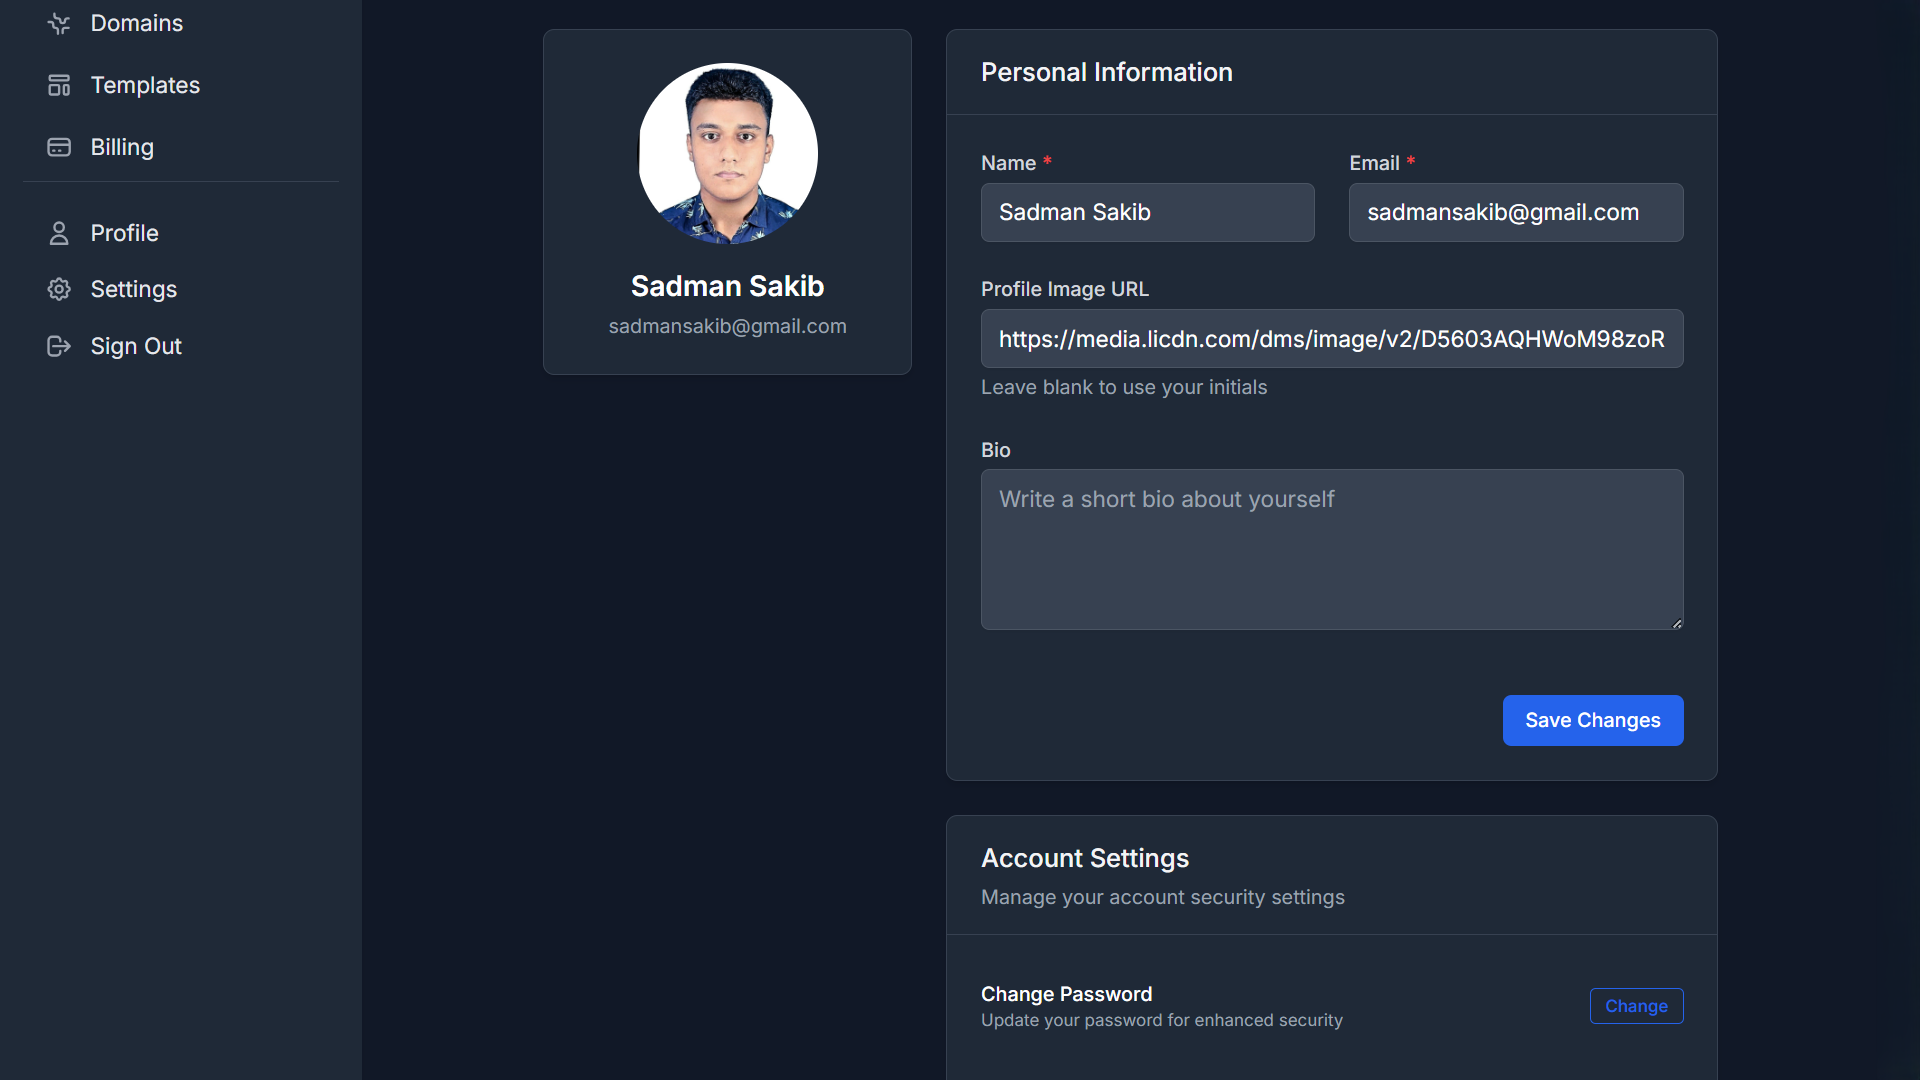 Domains
Templates
Billing
Profile
Settings
Sign Out
Sadman Sakib
sadmansakib@gmail.com
Personal Information
Name *
Email *
Sadman Sakib
sadmansakib@gmail.com
Profile Image URL
https://media.licdn.com/dms/image/v2/D5603AQHWoM98zoR
Leave blank to use your initials
Bio
Write a short bio about yourself
Save Changes
Account Settings
Manage your account security settings
Change Password
Update your password for enhanced security
Change